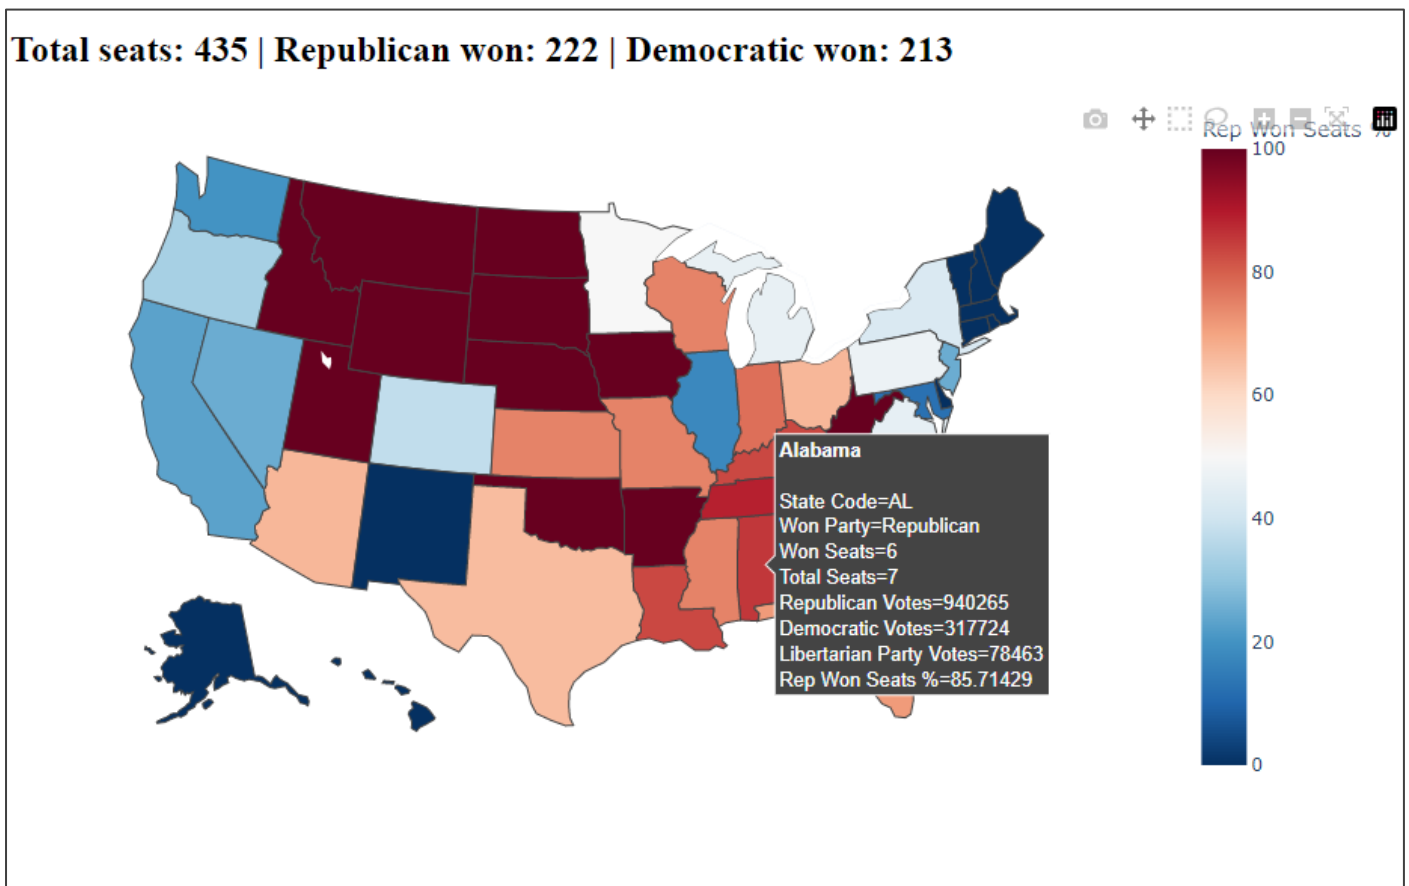 Total seats: 435 | Republican won: 222 | Democratic won: 213
Rep Won Seats %
100
80
60
40
20
0
Alabama
State Code=AL
Won Party=Republican
Won Seats=6
Total Seats=7
Republican Votes=940265
Democratic Votes=317724
Libertarian Party Votes=78463
Rep Won Seats %=85.71429